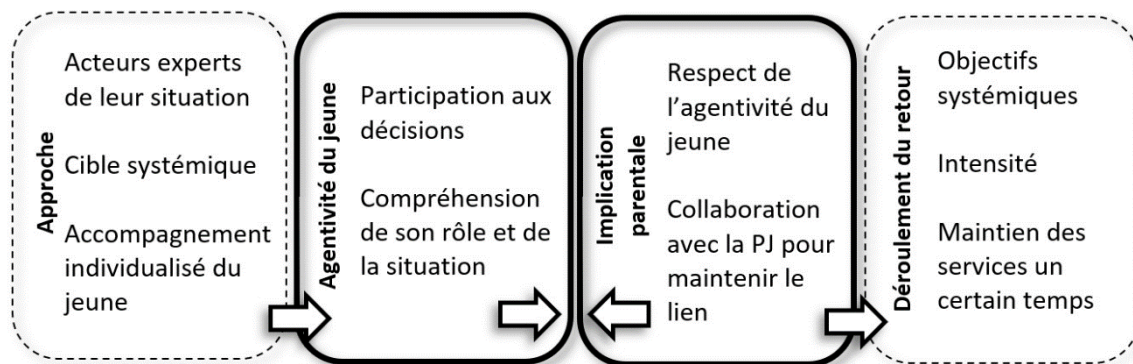 Approche
Acteurs experts
de leur situation
Cible systémique
Accompagnement
individualisé du
jeune
Agentivité du jeune
Participation aux
décisions
Compréhension
de son rôle et de
la situation
Implication
parentale
Respect de
l'agentivité du
jeune
Collaboration
avec la PJ pour
maintenir le
lien
Déroulement du retour
Objectifs
systémiques
Intensité
Maintien des
services un
certain temps